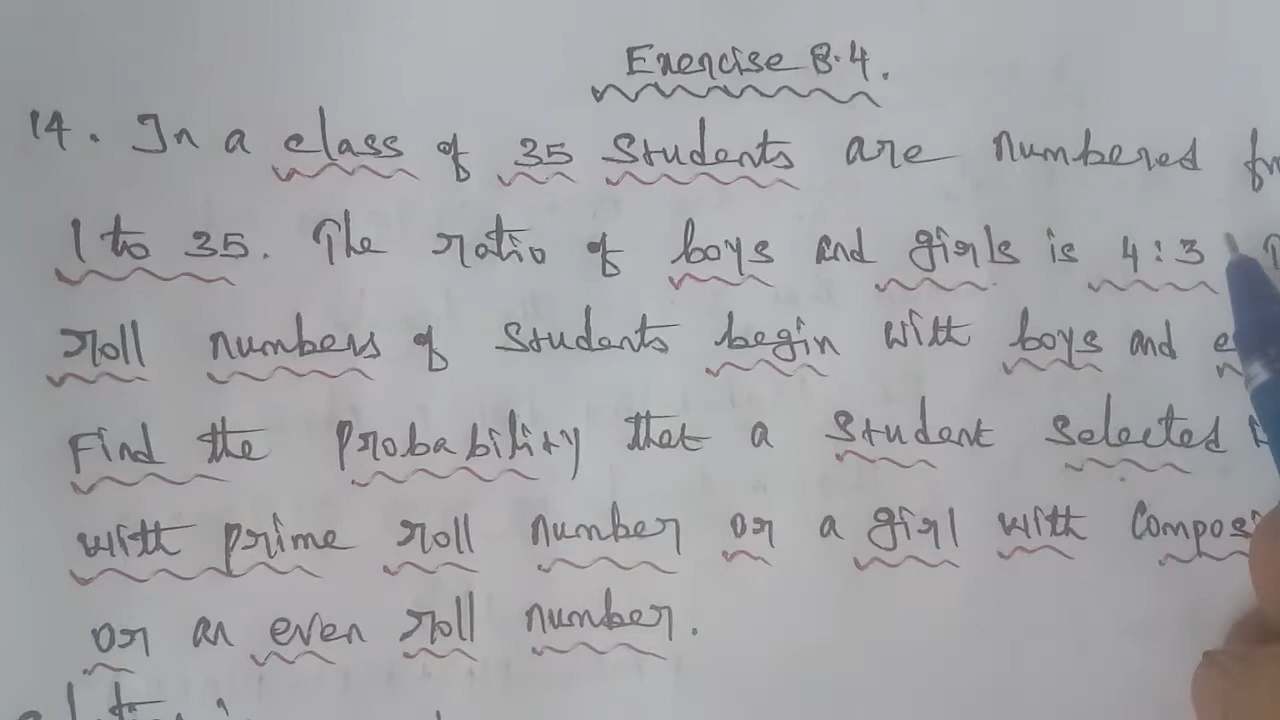 Exercise 8.4.
14. In a class of 35 students are numbered
1 to 35. The ratio of boys and girls is 4:3
roll numbers of students begin with boys and
Find the probability that a student selected
with prime roll number or a girl with
or an even roll number.